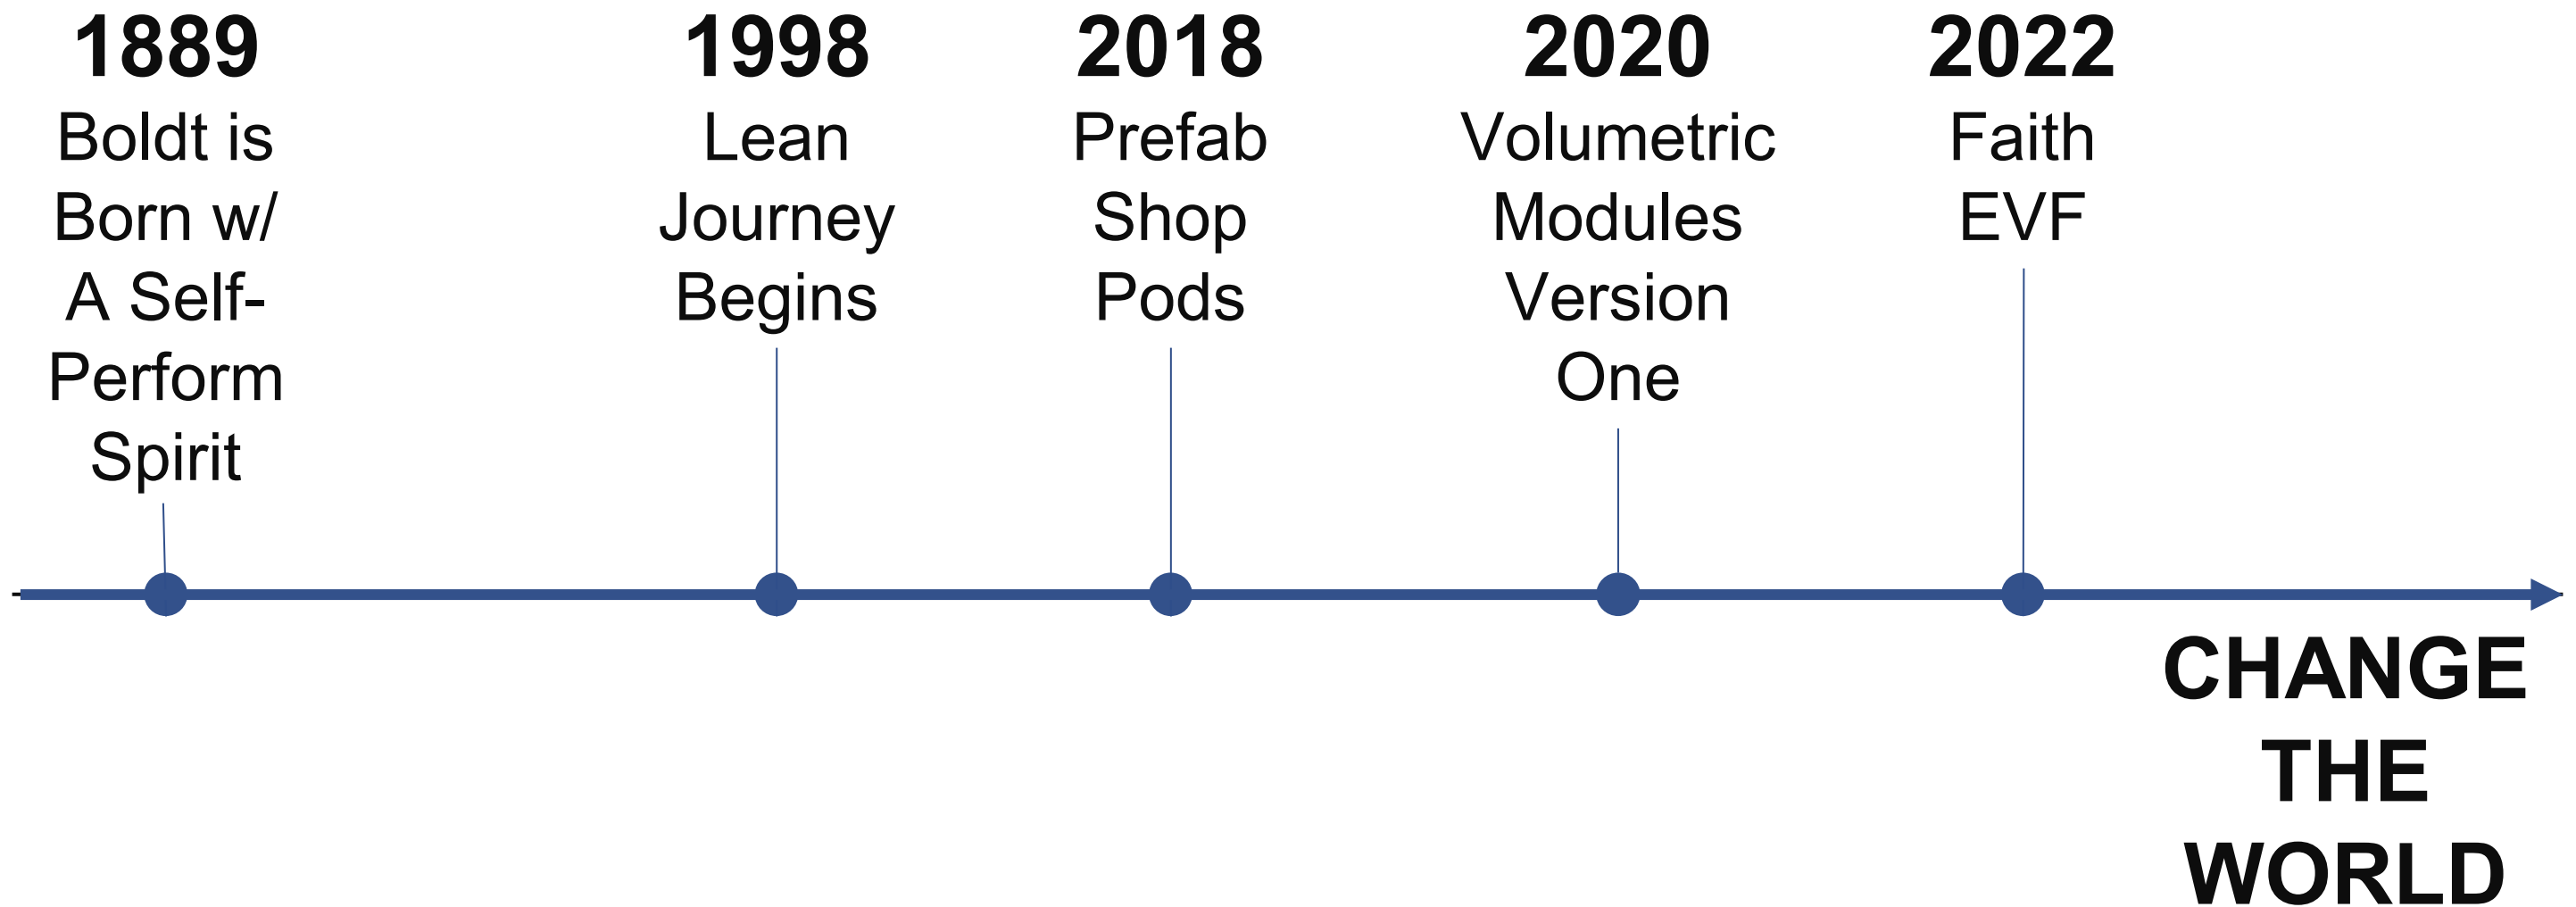 1889
Boldt is
Born w/
A Self-
Perform
Spirit
1998
Lean
Journey
Begins
2018
Prefab
Shop
Pods
2020
Volumetric
Modules
Version
One
2022
Faith
EVF
CHANGE
THE
WORLD